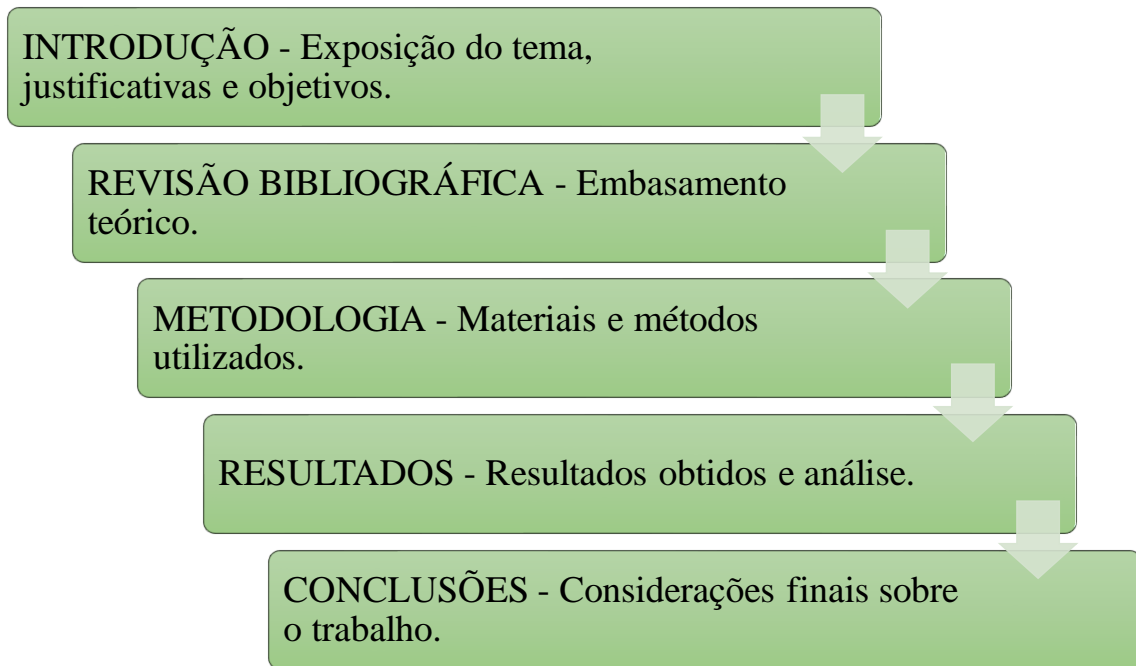 INTRODUÇÃO - Exposição do tema,
justificativas e objetivos.
REVISÃO BIBLIOGRÁFICA - Embasamento
teórico.
METODOLOGIA - Materiais e métodos
utilizados.
RESULTADOS - Resultados obtidos e análise.
CONCLUSÕES - Considerações finais sobre
o trabalho.